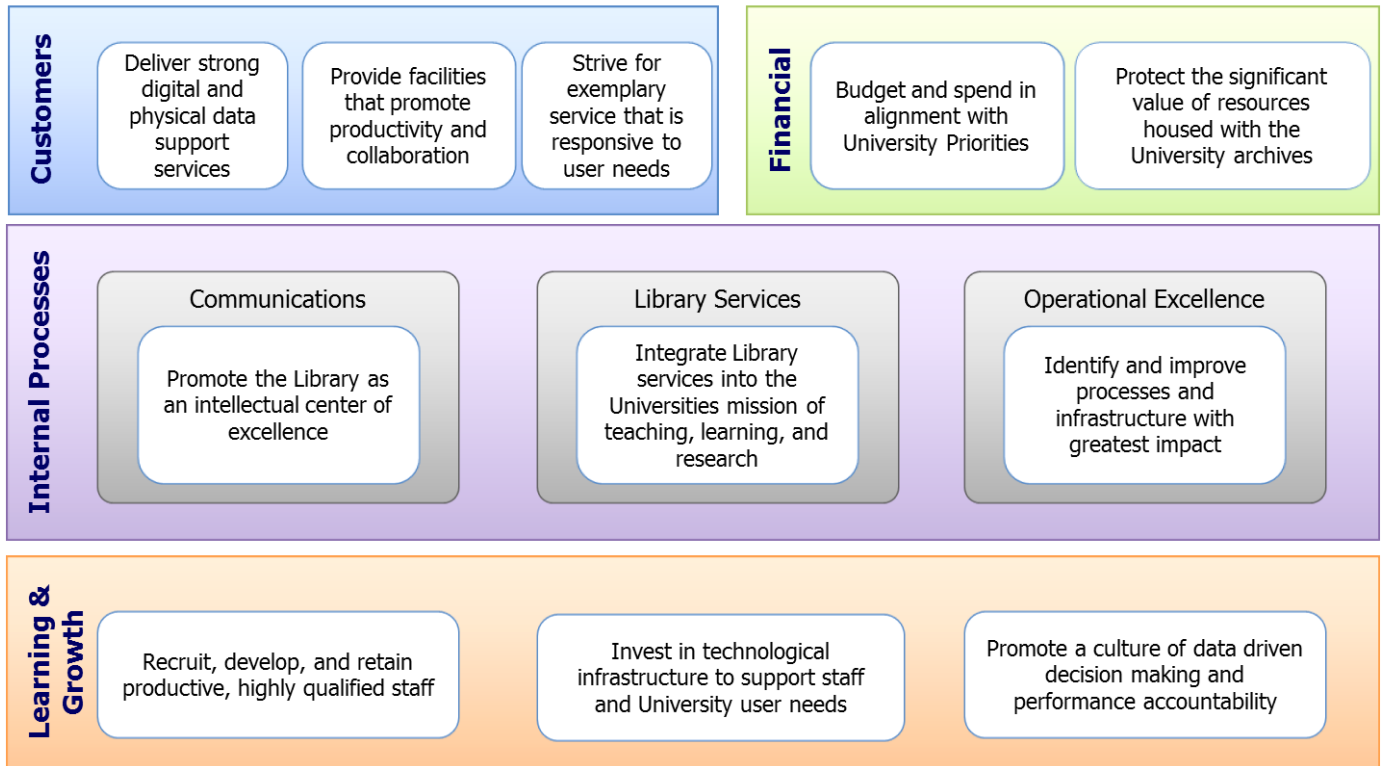 Customers
Deliver strong
digital and
physical data
support
services
Provide facilities
that promote
productivity and
collaboration
Strive for
exemplary
service that is
responsive to
user needs
Financial
Budget and spend in
alignment with
University Priorities
Protect the significant
value of resources
housed with the
University archives
Internal Processes
Communications
Promote the Library as
an intellectual center of
excellence
Library Services
Integrate Library
services into the
Universities mission of
teaching, learning, and
research
Operational Excellence
Identify and improve
processes and
infrastructure with
greatest impact
Learning &
Growth
Recruit, develop, and retain
productive, highly qualified staff
Invest in technological
infrastructure to support staff
and University user needs
Promote a culture of data driven
decision making and
performance accountability